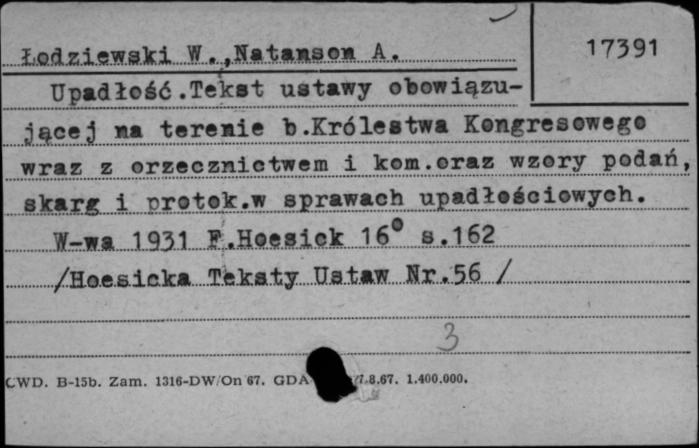 Łodziewski W., Natanson A.
17391
Upadłość.Tekst ustawy obowiązu-
jącej na terenie b.Królestwa Kongresowego
wraz z orzecznictwem i kom.oraz wzory podań,
skarg i protok.w sprawach upadłościowych.
W-wa 1931 F.Hoesick 16° s.162
/Hoesicka Teksty Ustaw Nr.56 /
3
CWD. B-15b. Zam. 1316-DW/On 67. GDA 7.8.67. 1.400.000.